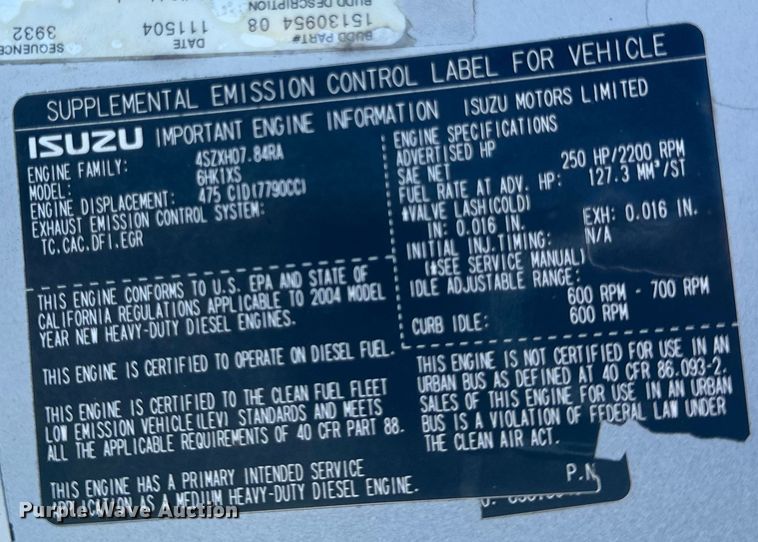 BUDD DESCRIPTION
BUDD PART# 15130954 08
DATE 111504
SEQUENCE 3932
SUPPLEMENTAL EMISSION CONTROL LABEL FOR VEHICLE
ISUZU IMPORTANT ENGINE INFORMATION ISUZU MOTORS LIMITED
ENGINE FAMILY: 4SZXH07.84RA
MODEL: 6HK1XS
ENGINE DISPLACEMENT: 475 CID(7790CC)
EXHAUST EMISSION CONTROL SYSTEM:
TC.CAC.DFI.EGR
THIS ENGINE CONFORMS TO U.S. EPA AND STATE OF
CALIFORNIA REGULATIONS APPLICABLE TO 2004 MODEL
YEAR NEW HEAVY-DUTY DIESEL ENGINES.
THIS ENGINE IS CERTIFIED TO OPERATE ON DIESEL FUEL.
THIS ENGINE IS CERTIFIED TO THE CLEAN FUEL FLEET
LOW EMISSION VEHICLE(LEV) STANDARDS AND MEETS
ALL THE APPLICABLE REQUIREMENTS OF 40 CFR PART 88.
THIS ENGINE HAS A PRIMARY INTENDED SERVICE
APPLICATION AS A MEDIUM HEAVY-DUTY DIESEL ENGINE.
ENGINE SPECIFICATIONS
ADVERTISED HP
SAE NET 250 HP/2200 RPM
FUEL RATE AT ADV. HP: 127.3 MM³/ST
*VALVE LASH(COLD)
IN: 0.016 IN. EXH: 0.016 IN.
INITIAL INJ.TIMING: N/A
(*SEE SERVICE MANUAL)
IDLE ADJUSTABLE RANGE:
600 RPM - 700 RPM
CURB IDLE: 600 RPM
THIS ENGINE IS NOT CERTIFIED FOR USE IN AN
URBAN BUS AS DEFINED AT 40 CFR 86.093-2.
SALES OF THIS ENGINE FOR USE IN AN URBAN
BUS IS A VIOLATION OF FEDERAL LAW UNDER
THE CLEAN AIR ACT.
P.N
Purple Wave Auction